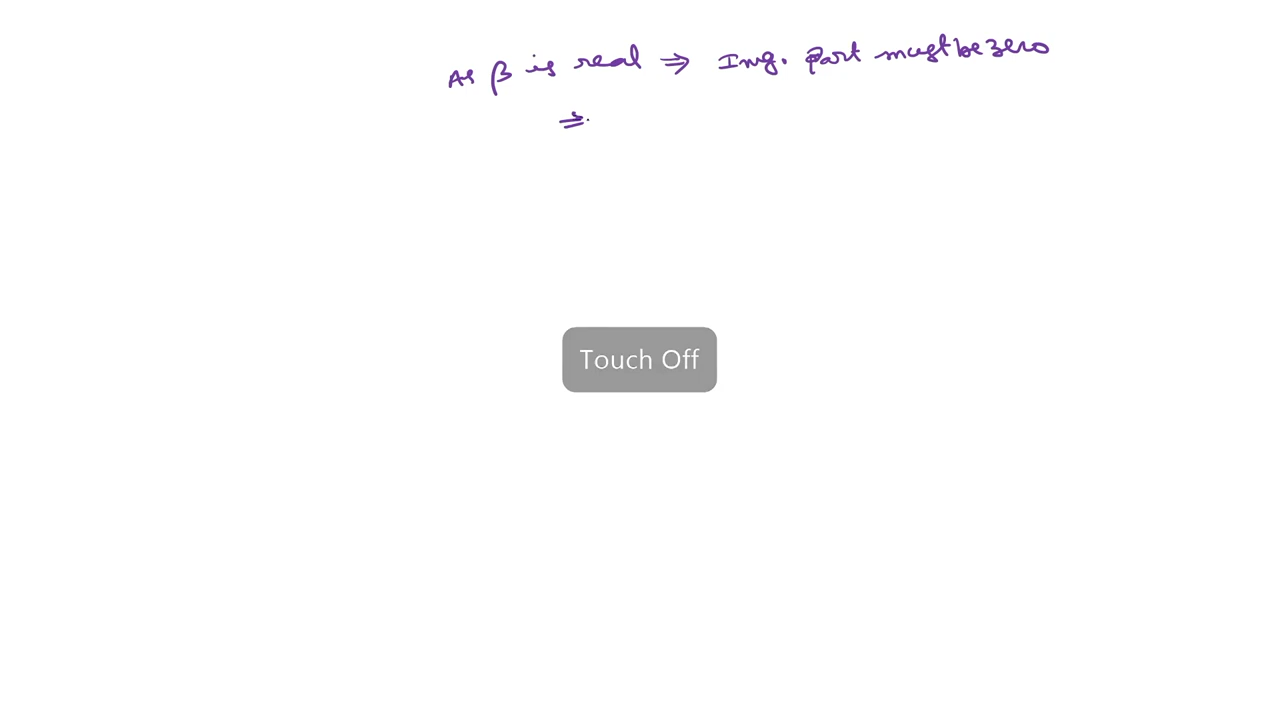 As β is real ⇒ Img. part must be zero
⇒
Touch Off